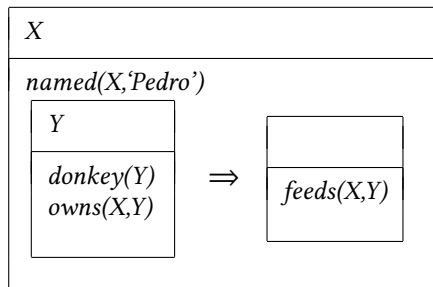 X
named(X,‘Pedro’)
Y
donkey(Y)
owns(X,Y)
⇒
feeds(X,Y)